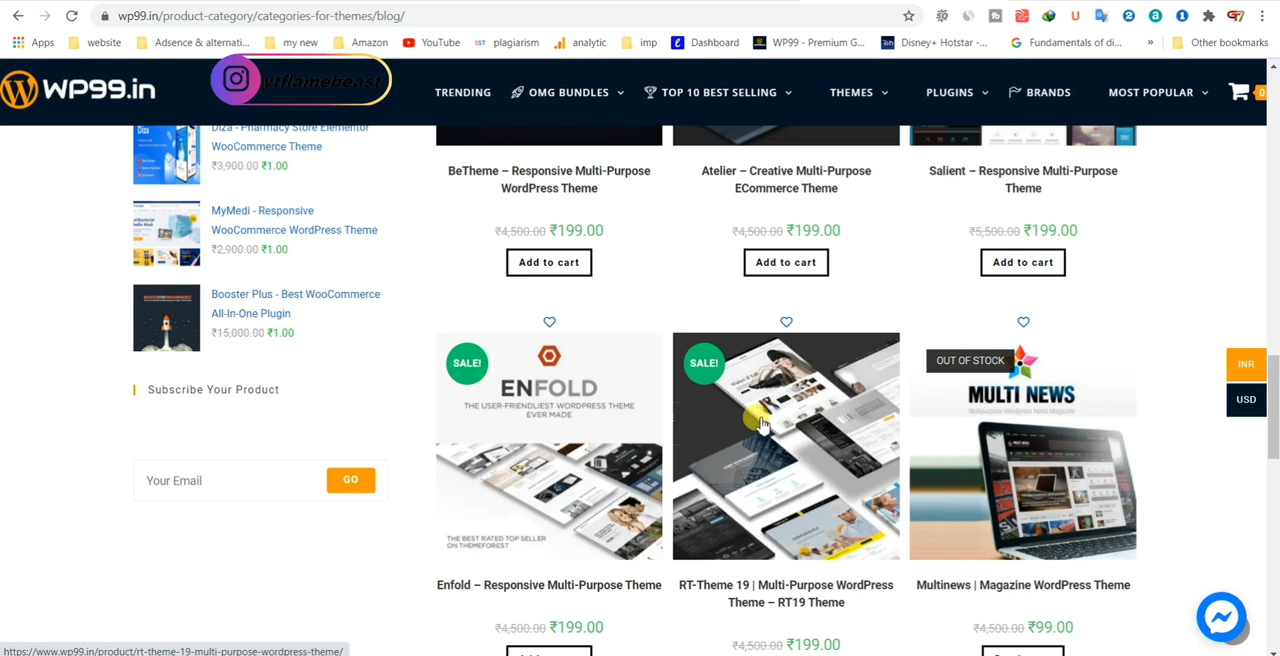 wp99.in/product-category/categories-for-themes/blog/
Apps website Adsence & alternati... my new Amazon YouTube SST plagiarism analytic imp Dashboard WP99 - Premium G... Disney+ Hotstar -... Fundamentals of di... » Other bookmarks
WP99.in
ytflamebeast
TRENDING OMG BUNDLES TOP 10 BEST SELLING THEMES PLUGINS BRANDS MOST POPULAR 0
Diza - Pharmacy Store Elementor
WooCommerce Theme
₹3,900.00 ₹1.00
MyMedi - Responsive
WooCommerce WordPress Theme
₹2,900.00 ₹1.00
Booster Plus - Best WooCommerce
All-In-One Plugin
₹15,000.00 ₹1.00
Subscribe Your Product
Your Email GO
BeTheme – Responsive Multi-Purpose
WordPress Theme
₹4,500.00 ₹199.00
Add to cart
Atelier – Creative Multi-Purpose
ECommerce Theme
₹4,500.00 ₹199.00
Add to cart
Salient – Responsive Multi-Purpose
Theme
₹5,500.00 ₹199.00
Add to cart
SALE!
ENFOLD
THE USER-FRIENDLIEST WORDPRESS THEME
EVER MADE
THE BEST RATED TOP SELLER
ON THEMEFOREST
Enfold – Responsive Multi-Purpose Theme
₹4,500.00 ₹199.00
SALE!
RT-Theme 19 | Multi-Purpose WordPress
Theme – RT19 Theme
₹4,500.00 ₹199.00
OUT OF STOCK
MULTI NEWS
Multipurpose Wordpress News Magazine
Multinews | Magazine WordPress Theme
₹4,500.00 ₹99.00
INR
USD
https://www.wp99.in/product/rt-theme-19-multi-purpose-wordpress-theme/